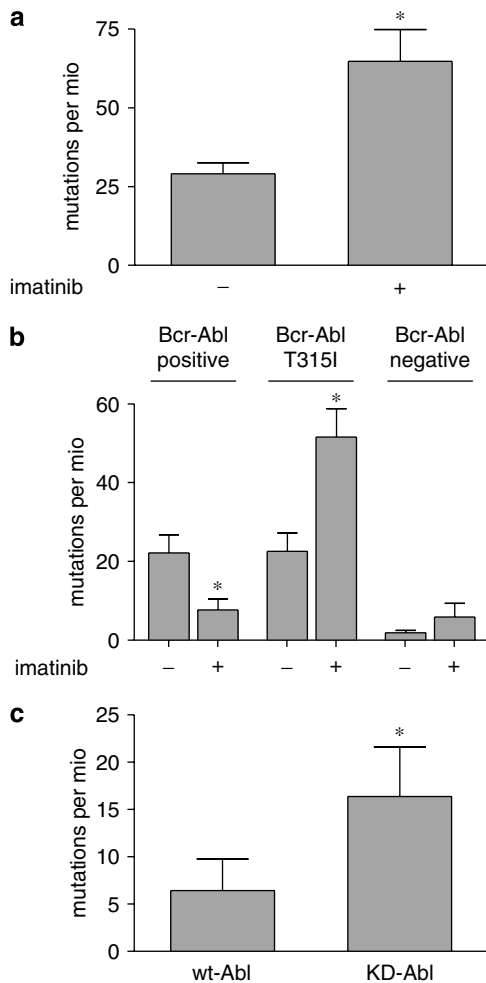 a
mutations per mio
75
50
25
0
imatinib
– +
b
Bcr-Abl positive
Bcr-Abl T315I
Bcr-Abl negative
mutations per mio
60
40
20
0
*
*
imatinib
– + – + – +
c
mutations per mio
25
20
15
10
5
0
*
wt-Abl KD-Abl